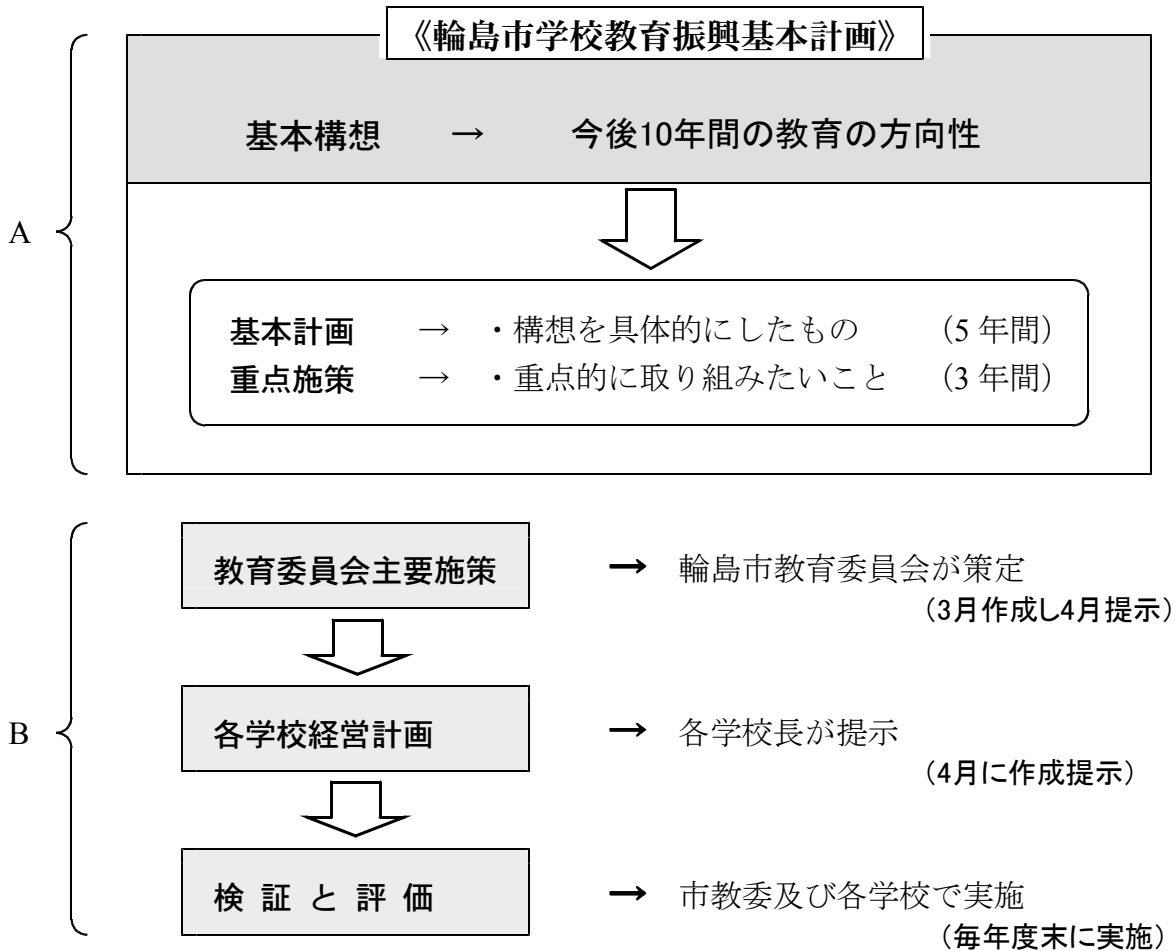 《輪島市学校教育振興基本計画》
基本構想 → 今後10年間の教育の方向性
A
基本計画 → ・構想を具体的にしたもの （5 年間）
重点施策 → ・重点的に取り組みたいこと （3 年間）
教育委員会主要施策 → 輪島市教育委員会が策定
（3月作成し4月提示）
B
各学校経営計画 → 各学校長が提示
（4月に作成提示）
検 証 と 評 価 → 市教委及び各学校で実施
（毎年度末に実施）